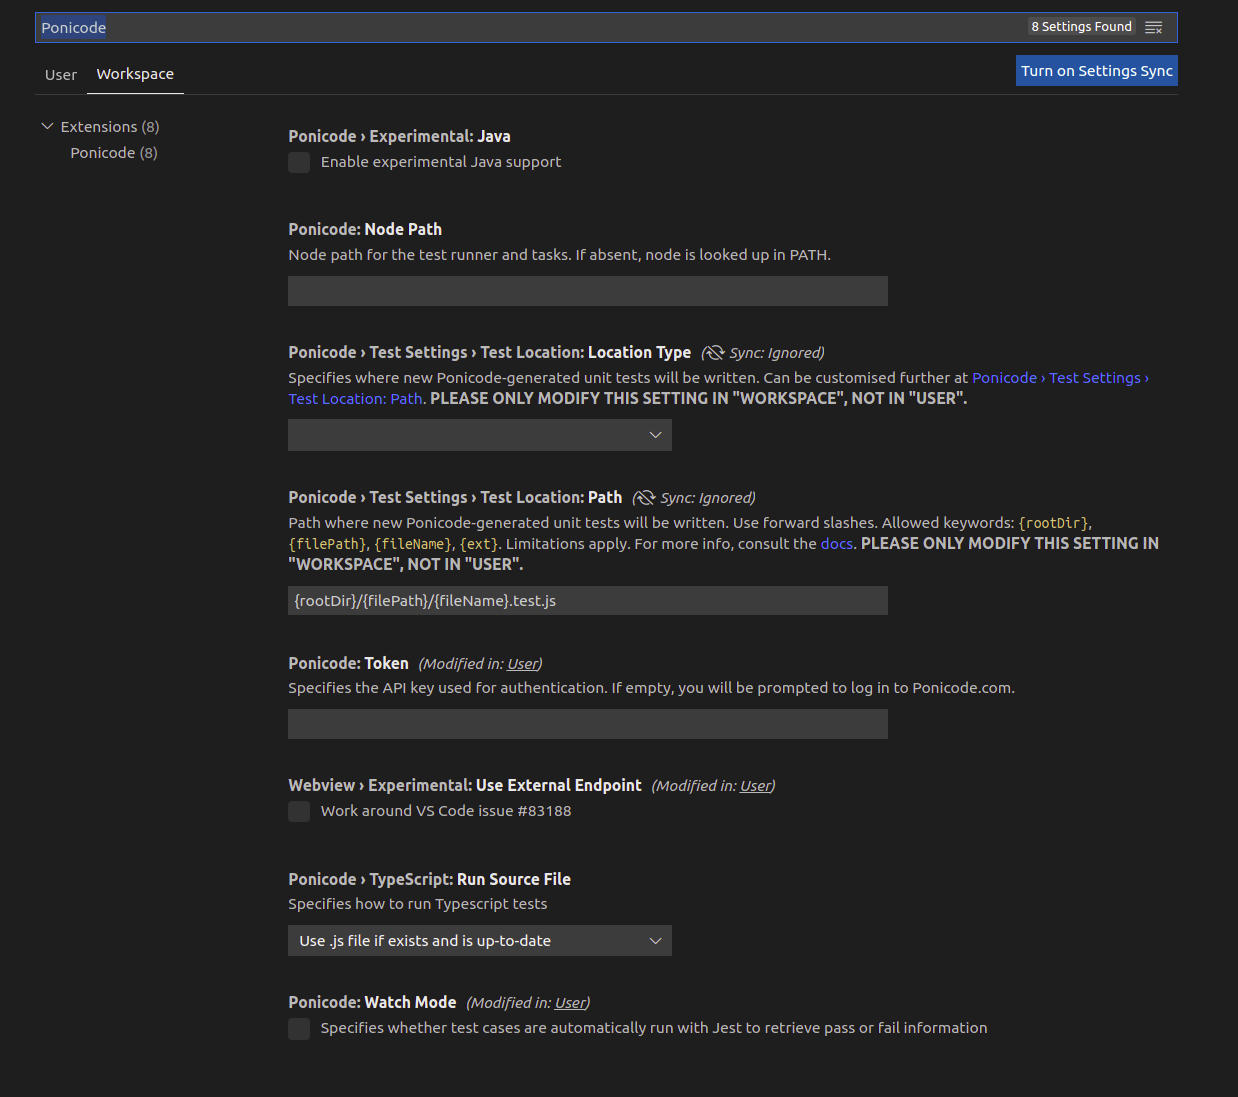 Ponicode
8 Settings Found
User
Workspace
Turn on Settings Sync
Extensions (8)
Ponicode (8)
Ponicode › Experimental: Java
Enable experimental Java support
Ponicode: Node Path
Node path for the test runner and tasks. If absent, node is looked up in PATH.
Ponicode › Test Settings › Test Location: Location Type (Sync: Ignored)
Specifies where new Ponicode-generated unit tests will be written. Can be customised further at Ponicode › Test Settings ›
Test Location: Path. PLEASE ONLY MODIFY THIS SETTING IN "WORKSPACE", NOT IN "USER".
Ponicode › Test Settings › Test Location: Path (Sync: Ignored)
Path where new Ponicode-generated unit tests will be written. Use forward slashes. Allowed keywords: {rootDir},
{filePath}, {fileName}, {ext}. Limitations apply. For more info, consult the docs. PLEASE ONLY MODIFY THIS SETTING IN
"WORKSPACE", NOT IN "USER".
{rootDir}/{filePath}/{fileName}.test.js
Ponicode: Token (Modified in: User)
Specifies the API key used for authentication. If empty, you will be prompted to log in to Ponicode.com.
Webview › Experimental: Use External Endpoint (Modified in: User)
Work around VS Code issue #83188
Ponicode › TypeScript: Run Source File
Specifies how to run Typescript tests
Use .js file if exists and is up-to-date
Ponicode: Watch Mode (Modified in: User)
Specifies whether test cases are automatically run with Jest to retrieve pass or fail information